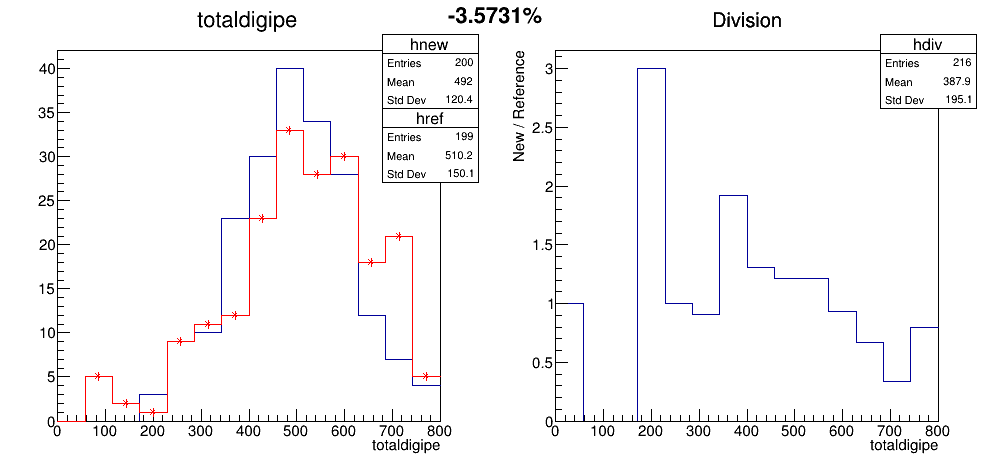 -3.5731%
totaldigipe
hnew
Entries 200
Mean 492
Std Dev 120.4
href
Entries 199
Mean 510.2
Std Dev 150.1
40
35
30
25
20
15
10
5
0
0 100 200 300 400 500 600 700 800
totaldigipe
Division
hdiv
Entries 216
Mean 387.9
Std Dev 195.1
New / Reference
3
2.5
2
1.5
1
0.5
0
0 100 200 300 400 500 600 700 800
totaldigipe